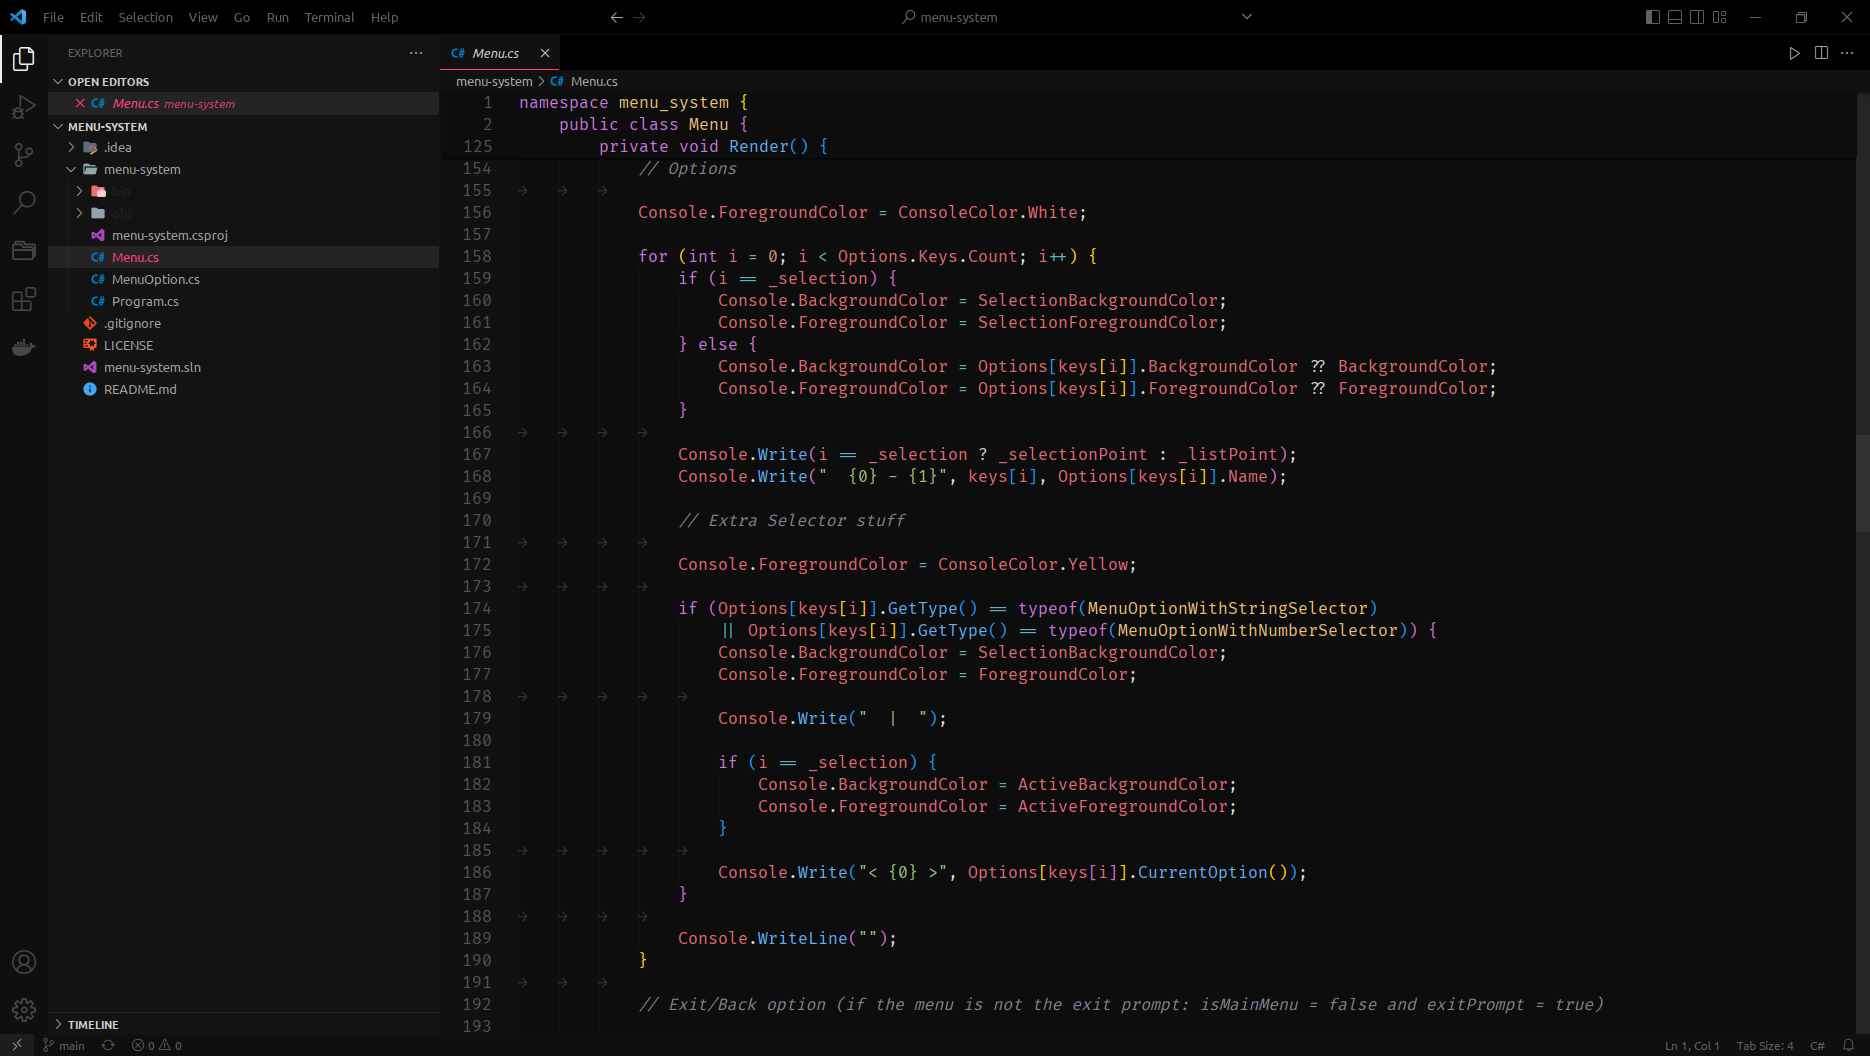 File Edit Selection View Go Run Terminal Help
menu-system
EXPLORER
OPEN EDITORS
C# Menu.cs menu-system
MENU-SYSTEM
.idea
menu-system
bin
obj
menu-system.csproj
C# Menu.cs
C# MenuOption.cs
C# Program.cs
.gitignore
LICENSE
menu-system.sln
README.md
TIMELINE
C# Menu.cs
menu-system > C# Menu.cs
1 namespace menu_system {
2 public class Menu {
125 private void Render() {
154 // Options
155
156 Console.ForegroundColor = ConsoleColor.White;
157
158 for (int i = 0; i < Options.Keys.Count; i++) {
159 if (i == _selection) {
160 Console.BackgroundColor = SelectionBackgroundColor;
161 Console.ForegroundColor = SelectionForegroundColor;
162 } else {
163 Console.BackgroundColor = Options[keys[i]].BackgroundColor ?? BackgroundColor;
164 Console.ForegroundColor = Options[keys[i]].ForegroundColor ?? ForegroundColor;
165 }
166
167 Console.Write(i == _selection ? _selectionPoint : _listPoint);
168 Console.Write("  {0} - {1}", keys[i], Options[keys[i]].Name);
169
170 // Extra Selector stuff
171
172 Console.ForegroundColor = ConsoleColor.Yellow;
173
174 if (Options[keys[i]].GetType() == typeof(MenuOptionWithStringSelector)
175 || Options[keys[i]].GetType() == typeof(MenuOptionWithNumberSelector)) {
176 Console.BackgroundColor = SelectionBackgroundColor;
177 Console.ForegroundColor = ForegroundColor;
178
179 Console.Write("  |  ");
180
181 if (i == _selection) {
182 Console.BackgroundColor = ActiveBackgroundColor;
183 Console.ForegroundColor = ActiveForegroundColor;
184 }
185
186 Console.Write("< {0} >", Options[keys[i]].CurrentOption());
187 }
188
189 Console.WriteLine("");
190 }
191
192 // Exit/Back option (if the menu is not the exit prompt: isMainMenu = false and exitPrompt = true)
193
main 0 0 Ln 1, Col 1 Tab Size: 4 C#